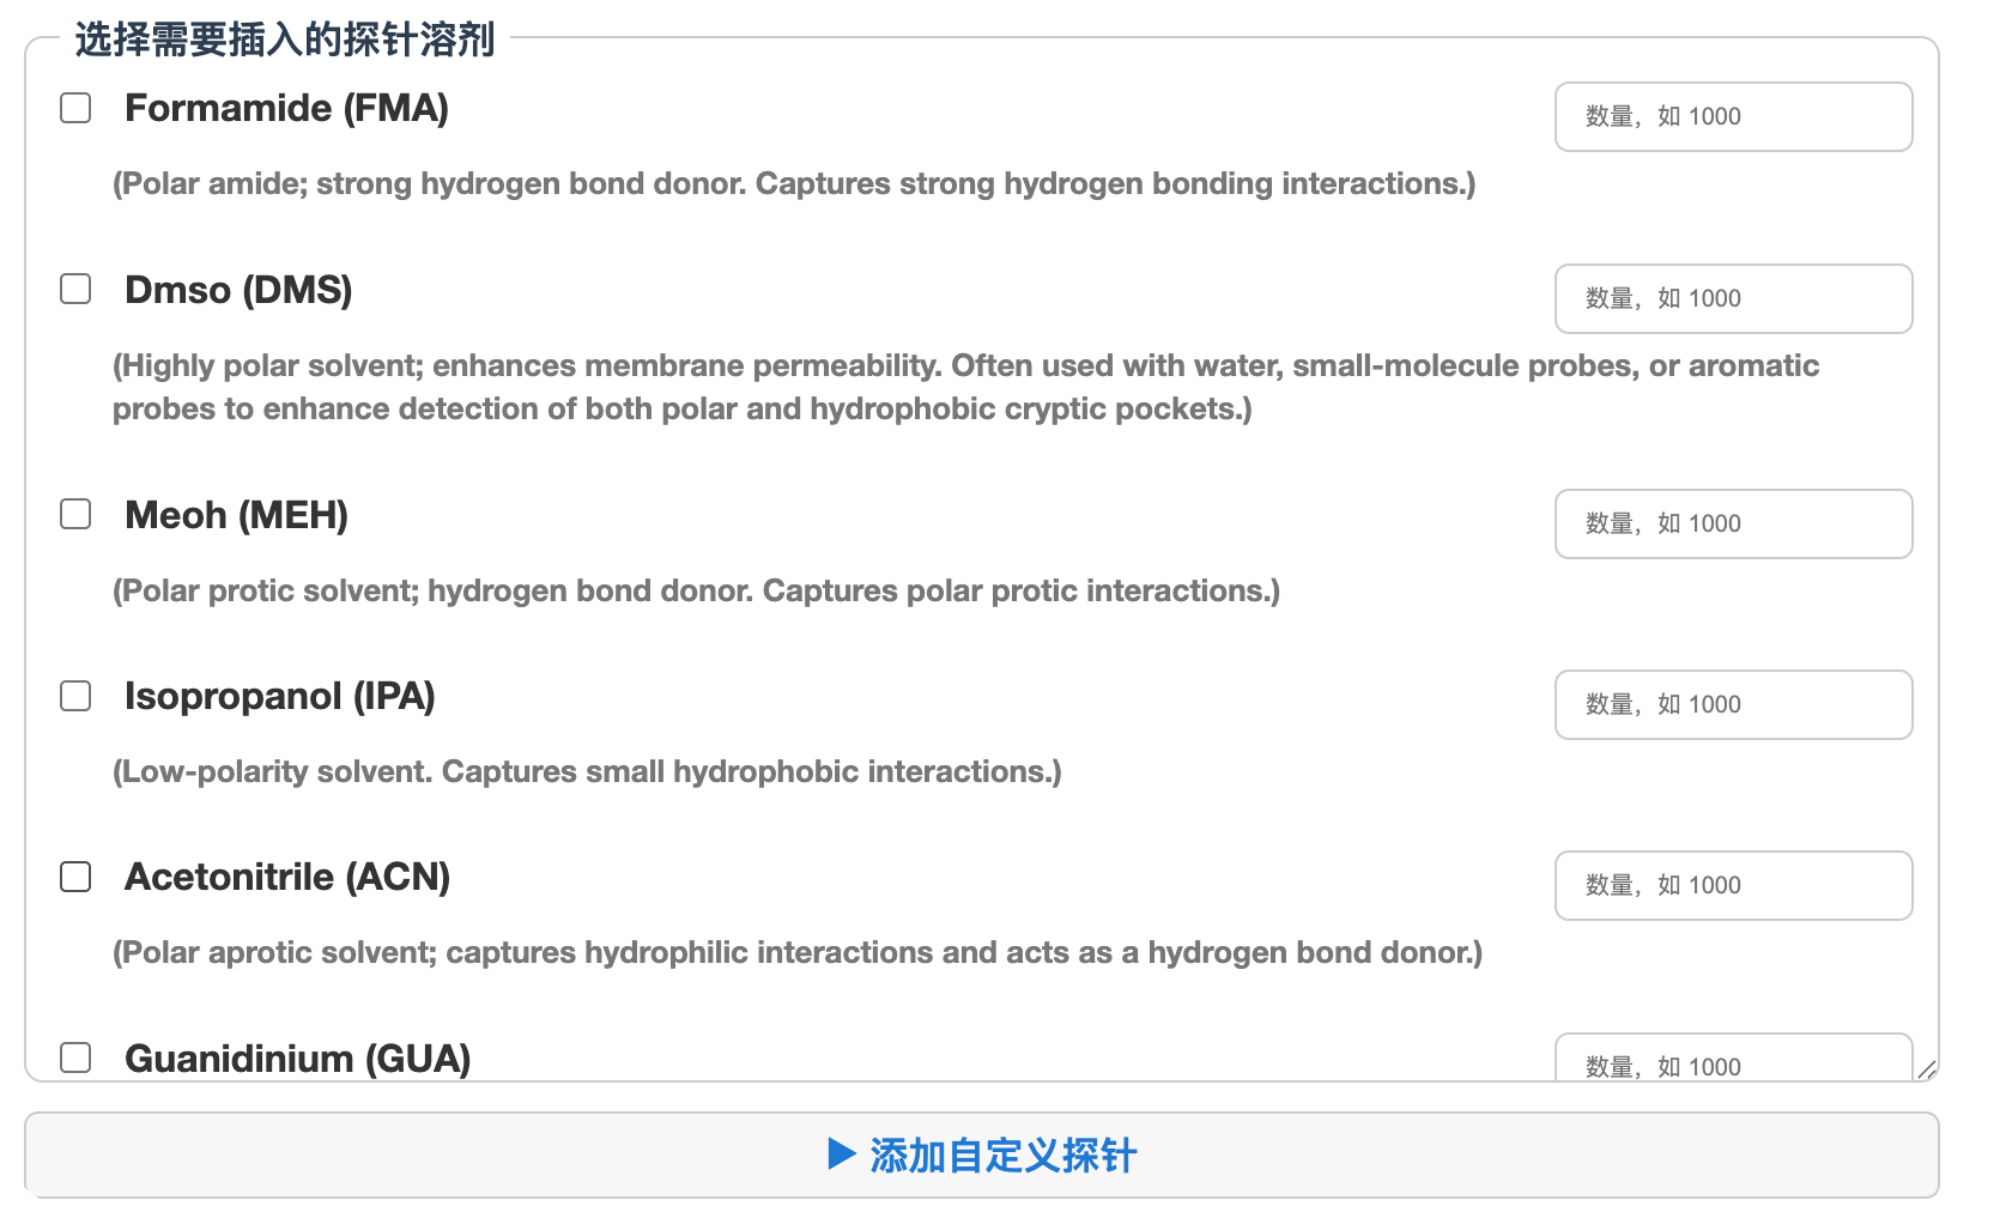 选择需要插入的探针溶剂
Formamide (FMA)
数量，如 1000
(Polar amide; strong hydrogen bond donor. Captures strong hydrogen bonding interactions.)
Dmso (DMS)
数量，如 1000
(Highly polar solvent; enhances membrane permeability. Often used with water, small-molecule probes, or aromatic
probes to enhance detection of both polar and hydrophobic cryptic pockets.)
Meoh (MEH)
数量，如 1000
(Polar protic solvent; hydrogen bond donor. Captures polar protic interactions.)
Isopropanol (IPA)
数量，如 1000
(Low-polarity solvent. Captures small hydrophobic interactions.)
Acetonitrile (ACN)
数量，如 1000
(Polar aprotic solvent; captures hydrophilic interactions and acts as a hydrogen bond donor.)
Guanidinium (GUA)
数量，如 1000
▶ 添加自定义探针